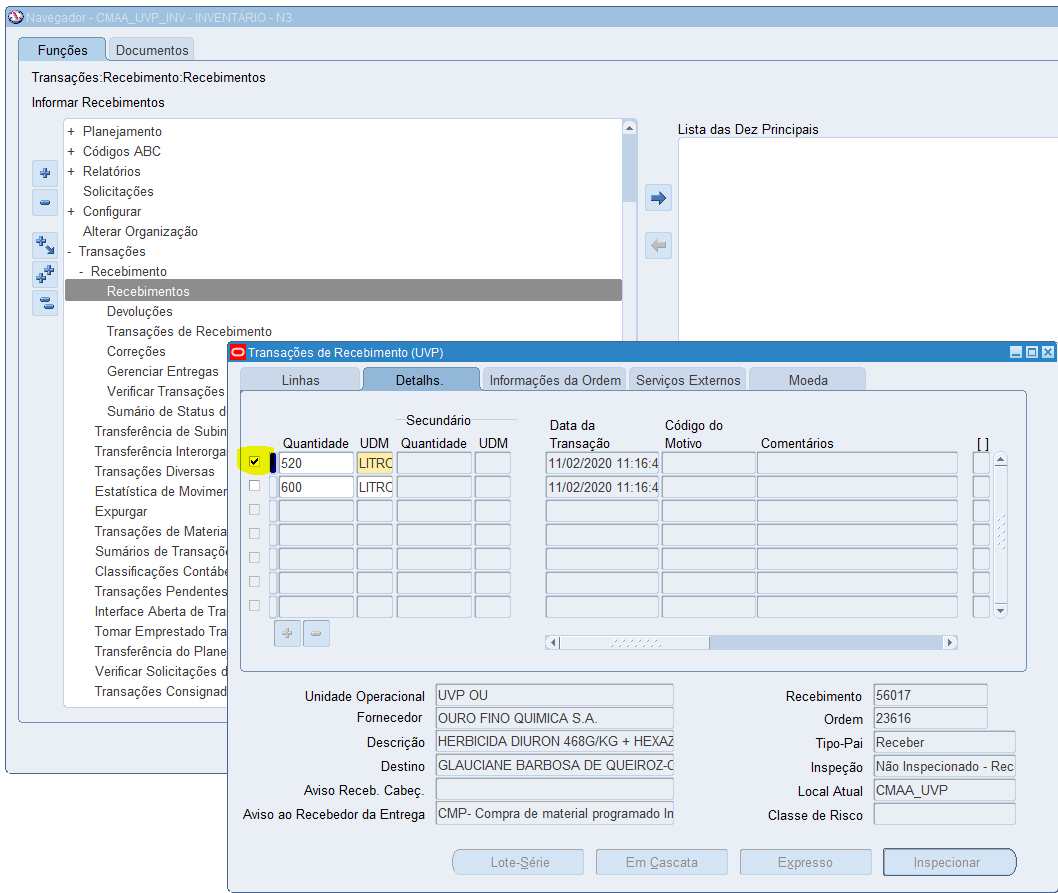 Navegador - CMAA_UVP_INV - INVENTÁRIO - N3
Funções
Documentos
Transações:Recebimento:Recebimentos
Informar Recebimentos
+ Planejamento
+ Códigos ABC
+ Relatórios
Solicitações
+ Configurar
Alterar Organização
- Transações
- Recebimento
Recebimentos
Devoluções
Transações de Recebimento
Correções
Gerenciar Entregas
Verificar Transações
Sumário de Status d
Transferência de Subin
Transferência Interorga
Transações Diversas
Estatística de Movimen
Expurgar
Transações de Materia
Sumários de Transaçõ
Classificações Contábe
Transações Pendentes
Interface Aberta de Tra
Tomar Emprestado Tra
Transferência do Plane
Verificar Solicitações d
Transações Consignad
Lista das Dez Principais
Transações de Recebimento (UVP)
Linhas
Detalhs.
Informações da Ordem
Serviços Externos
Moeda
Secundário
Quantidade UDM Quantidade UDM
Data da Transação
Código do Motivo
Comentários
[ ]
520 LITRO 11/02/2020 11:16:4
600 LITRO 11/02/2020 11:16:4
Unidade Operacional UVP OU
Fornecedor OURO FINO QUIMICA S.A.
Descrição HERBICIDA DIURON 468G/KG + HEXAZ
Destino GLAUCIANE BARBOSA DE QUEIROZ-C
Aviso Receb. Cabeç.
Aviso ao Recebedor da Entrega CMP- Compra de material programado In
Recebimento 56017
Ordem 23616
Tipo-Pai Receber
Inspeção Não Inspecionado - Rec
Local Atual CMAA_UVP
Classe de Risco
Lote-Série
Em Cascata
Expresso
Inspecionar